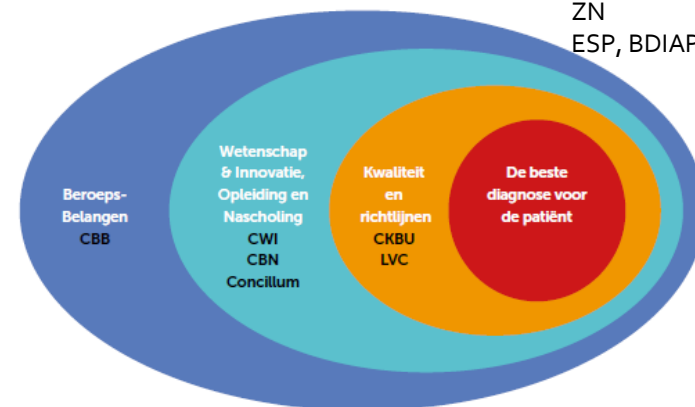 ZN
ESP, BDIAP
Beroeps-
Belangen
CBB
Wetenschap
& Innovatie,
Opleiding en
Nascholing
CWI
CBN
Concillum
Kwaliteit
en
richtlijnen
CKBU
LVC
De beste
diagnose voor
de patiënt